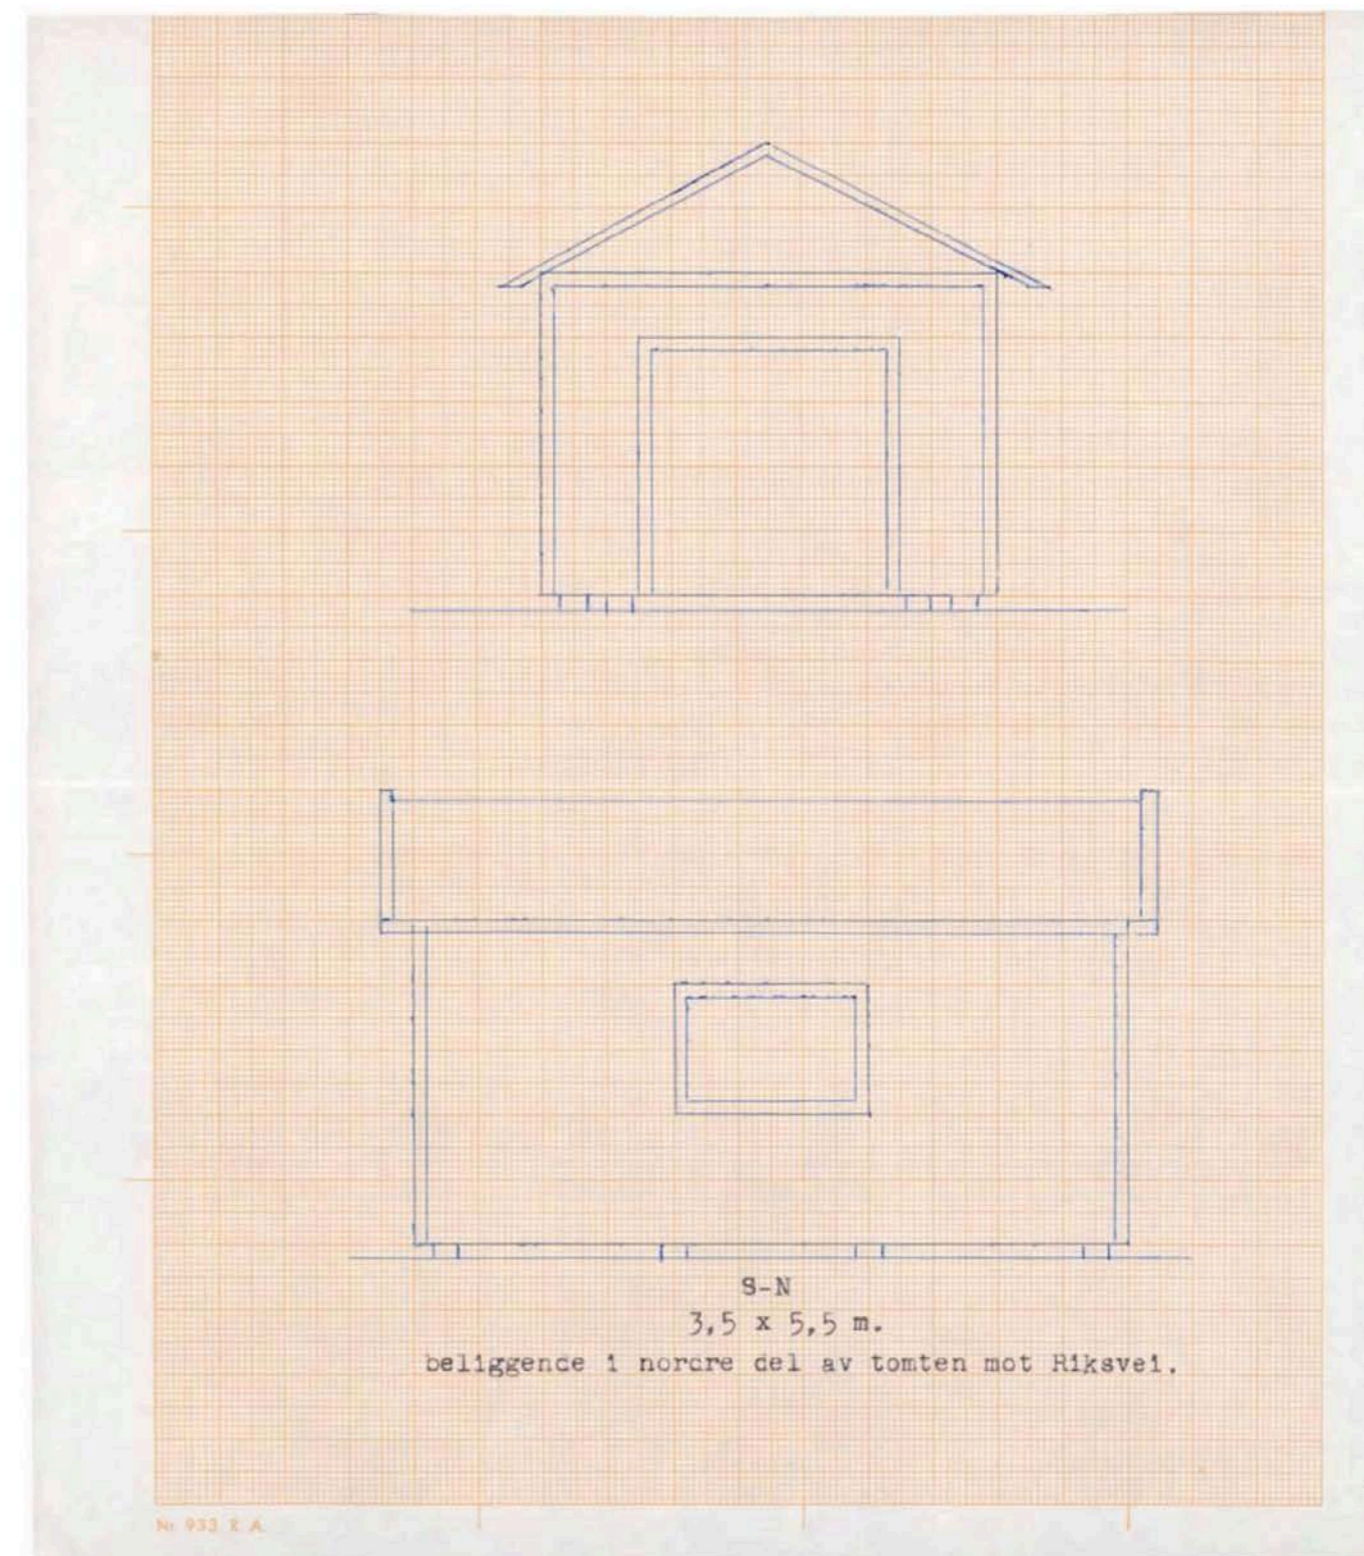 S-N
3,5 x 5,5 m.
beliggende i nordre del av tomten mot Riksvei.
Nr. 933 R A